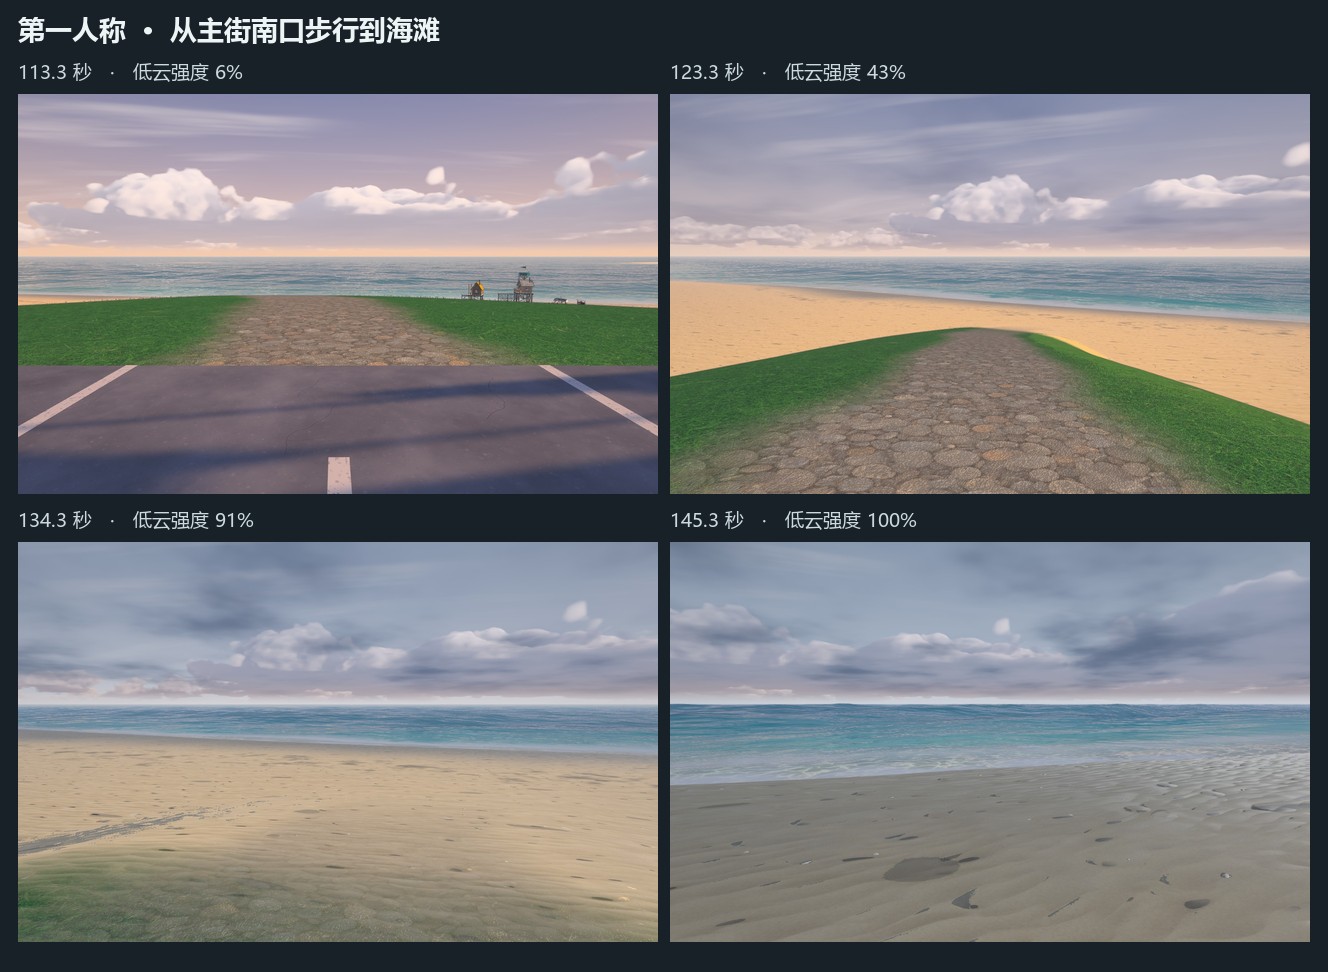 第一人称 • 从主街南口步行到海滩
113.3 秒 · 低云强度 6%
123.3 秒 · 低云强度 43%
134.3 秒 · 低云强度 91%
145.3 秒 · 低云强度 100%